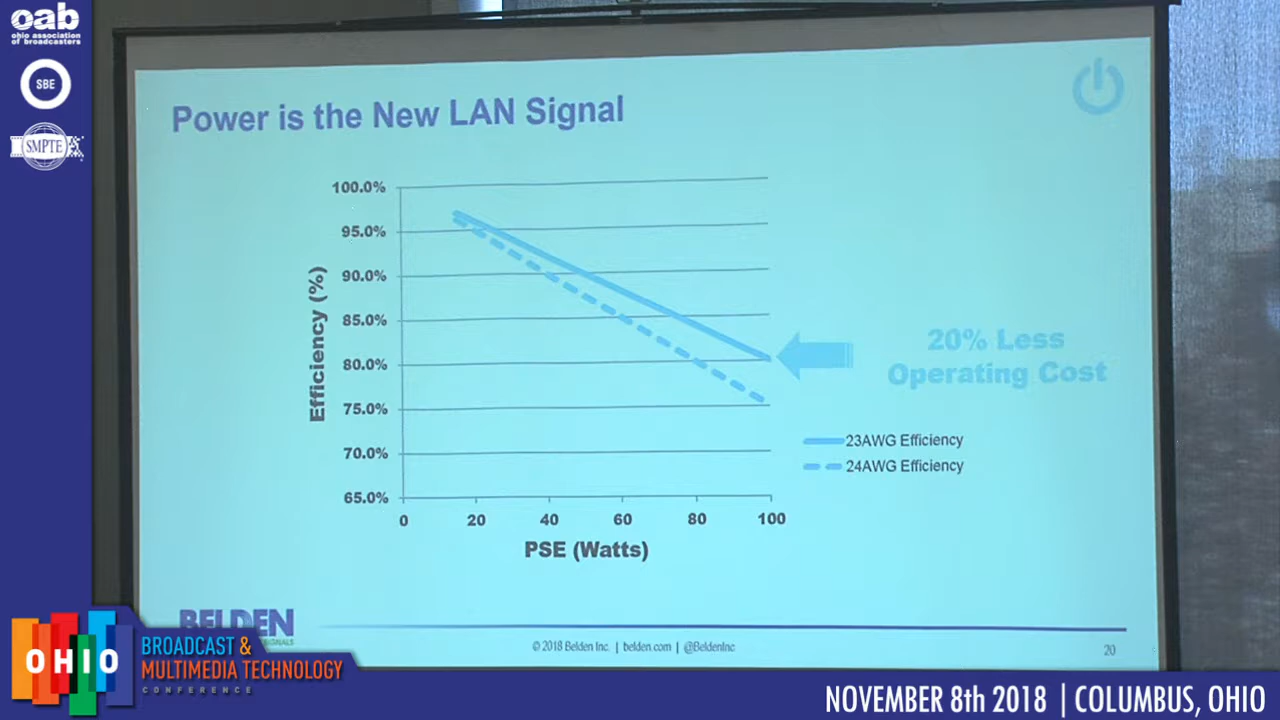 oab
ohio association
of broadcasters
SBE
SMPTE
Power is the New LAN Signal
100.0%
95.0%
90.0%
85.0%
80.0%
75.0%
70.0%
65.0%
Efficiency (%)
0 20 40 60 80 100
PSE (Watts)
20% Less
Operating Cost
23AWG Efficiency
24AWG Efficiency
BELDEN
© 2018 Belden Inc. | belden.com | @BeldenInc
20
OHIO
BROADCAST &
MULTIMEDIA TECHNOLOGY
CONFERENCE
NOVEMBER 8th 2018 | COLUMBUS, OHIO